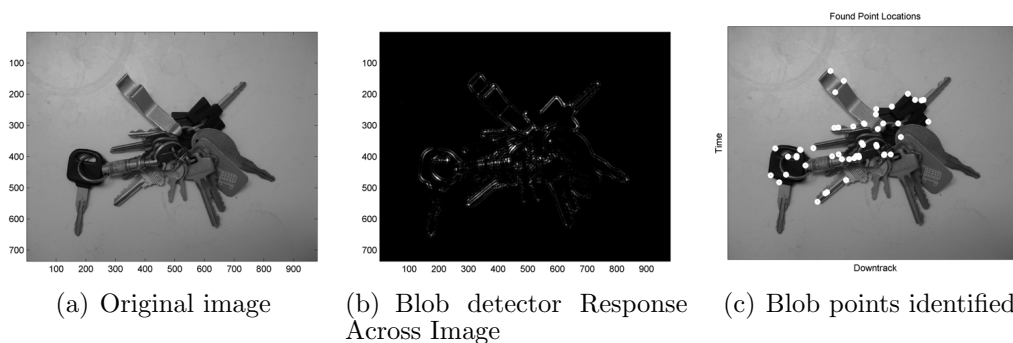 Found Point Locations
100
200
300
400
500
600
700
100 200 300 400 500 600 700 800 900
100
200
300
400
500
600
700
100 200 300 400 500 600 700 800 900
Time
Downtrack
(a) Original image
(b) Blob detector Response
Across Image
(c) Blob points identified